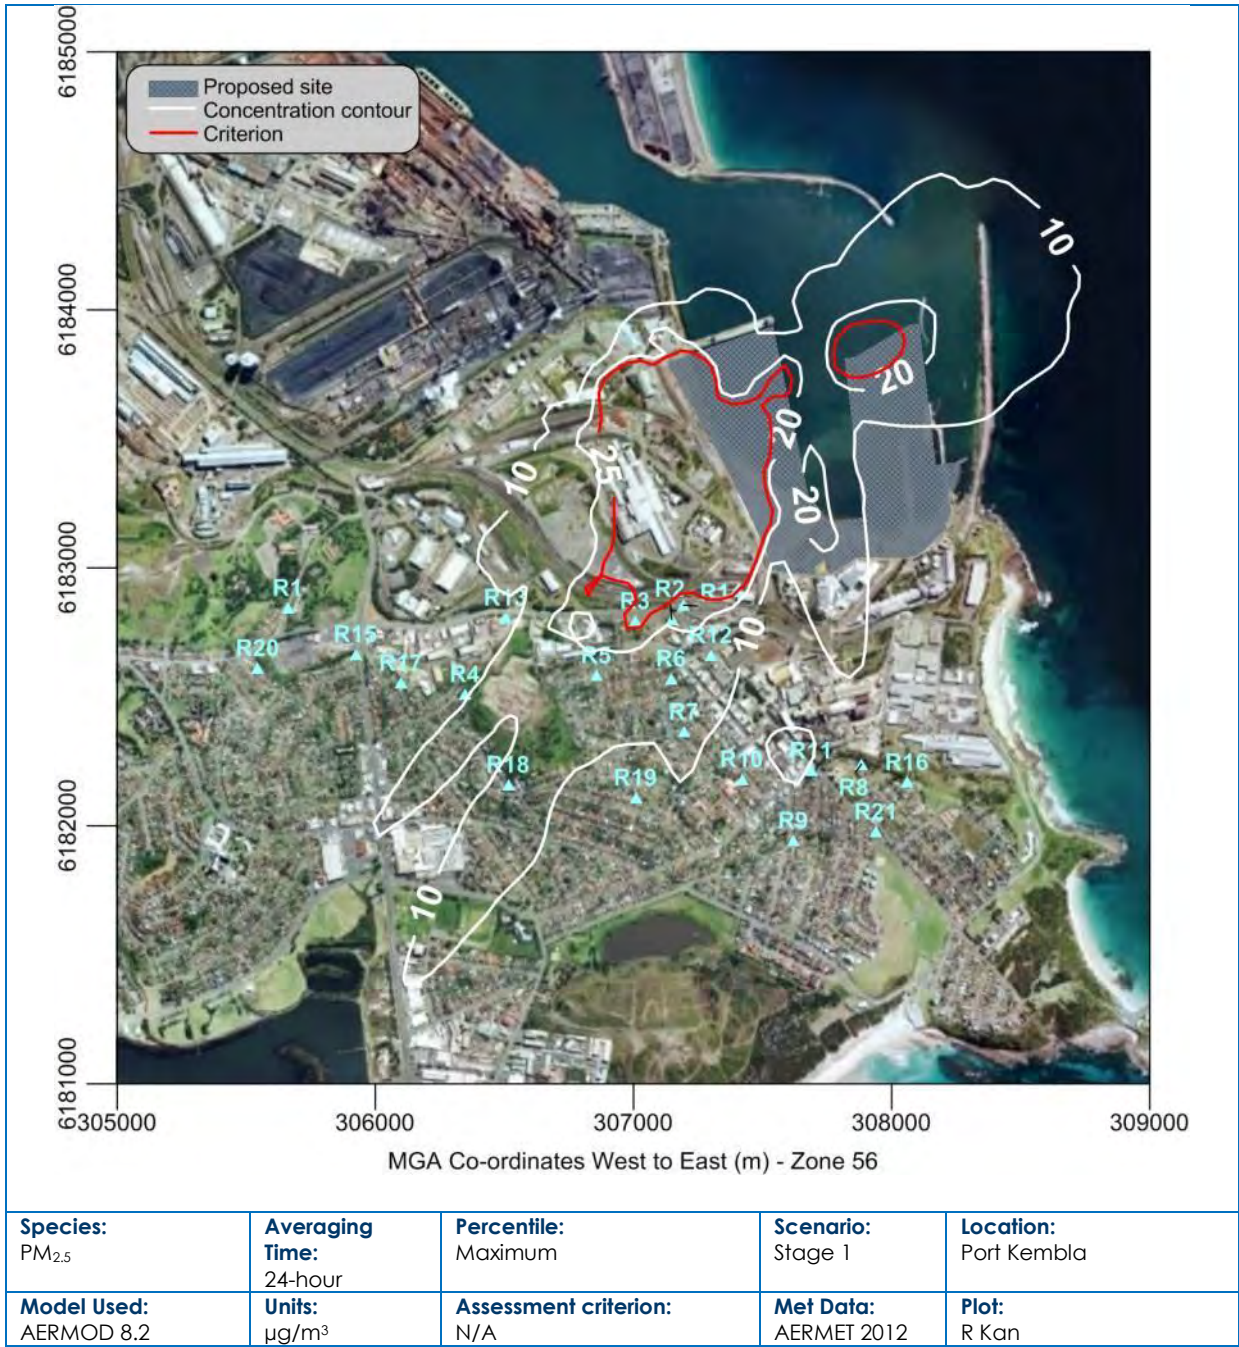 6185000
Proposed site
Concentration contour
Criterion
10
6184000
20
20
25
10
20
6183000
R1
R2
R13
R3
R12
10
R15
R20
R5
R6
R17
R4
R7
R11
R10
R18
R16
R19
R8
R21
R9
6182000
10
6181000
305000 306000 307000 308000 309000
MGA Co-ordinates West to East (m) - Zone 56
Species: Averaging Time: Percentile: Scenario: Location:
PM2.5 24-hour Maximum Stage 1 Port Kembla
Model Used: Units: Assessment criterion: Met Data: Plot:
AERMOD 8.2 µg/m³ N/A AERMET 2012 R Kan